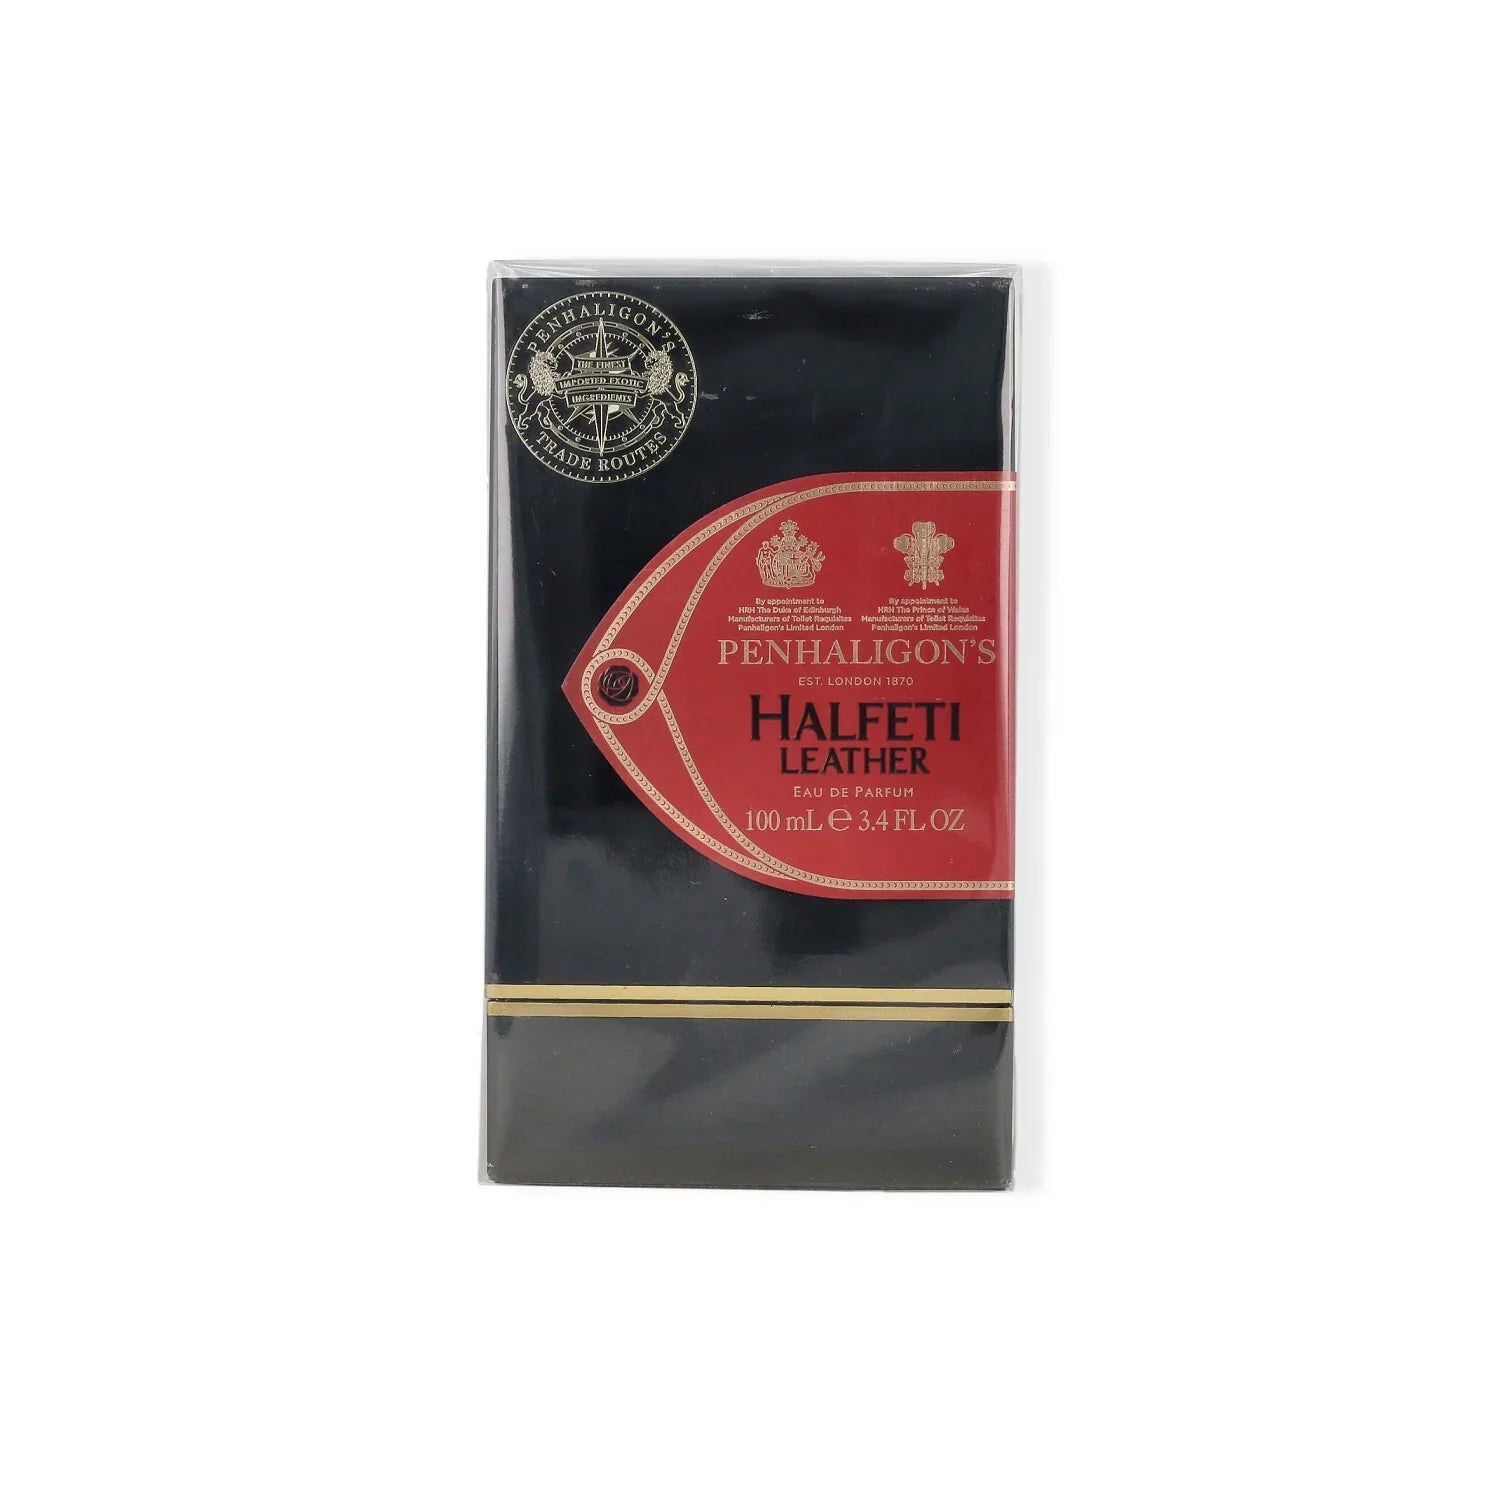 PENHALIGON'S
THE FINEST
IMPORTED EXOTIC
INGREDIENTS
TRADE ROUTES
By appointment to
HRH The Duke of Edinburgh
Manufacturers of Toilet Requisites
Penhaligon's Limited London
By appointment to
HRH The Prince of Wales
Manufacturers of Toilet Requisites
Penhaligon's Limited London
PENHALIGON'S
EST. LONDON 1870
HALFETI
LEATHER
EAU DE PARFUM
100 mL ℮ 3.4 FL OZ